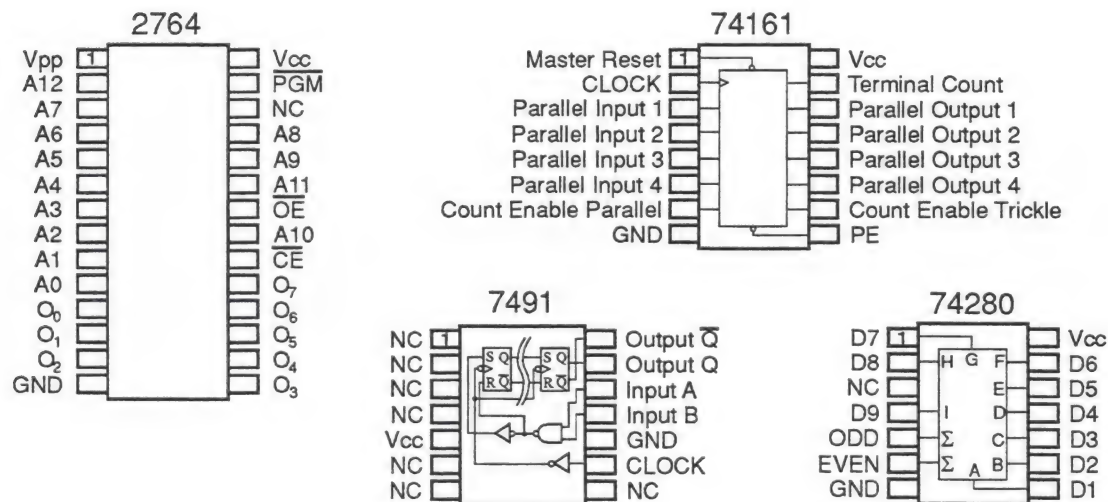 2764
Vpp 1 Vcc
A12 P̅G̅M̅
A7 NC
A6 A8
A5 A9
A4 A11
A3 O̅E̅
A2 A10
A1 C̅E̅
A0 O₇
O₀ O₆
O₁ O₅
O₂ O₄
GND O₃
74161
Master Reset 1 Vcc
CLOCK Terminal Count
Parallel Input 1 Parallel Output 1
Parallel Input 2 Parallel Output 2
Parallel Input 3 Parallel Output 3
Parallel Input 4 Parallel Output 4
Count Enable Parallel Count Enable Trickle
GND PE
7491
NC 1 Output Q̅
NC S Q S Q Output Q
NC R Q̅ R Q̅ Input A
NC Input B
Vcc GND
NC CLOCK
NC NC
74280
D7 1 G Vcc
D8 H F D6
NC E D5
D9 I D D4
ODD Σ C D3
EVEN Σ A B D2
GND D1